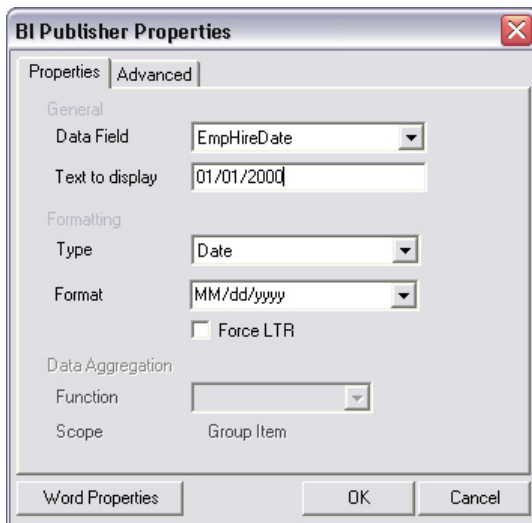 BI Publisher Properties
Properties Advanced
General
Data Field EmpHireDate
Text to display 01/01/2000
Formatting
Type Date
Format MM/dd/yyyy
Force LTR
Data Aggregation
Function
Scope Group Item
Word Properties OK Cancel